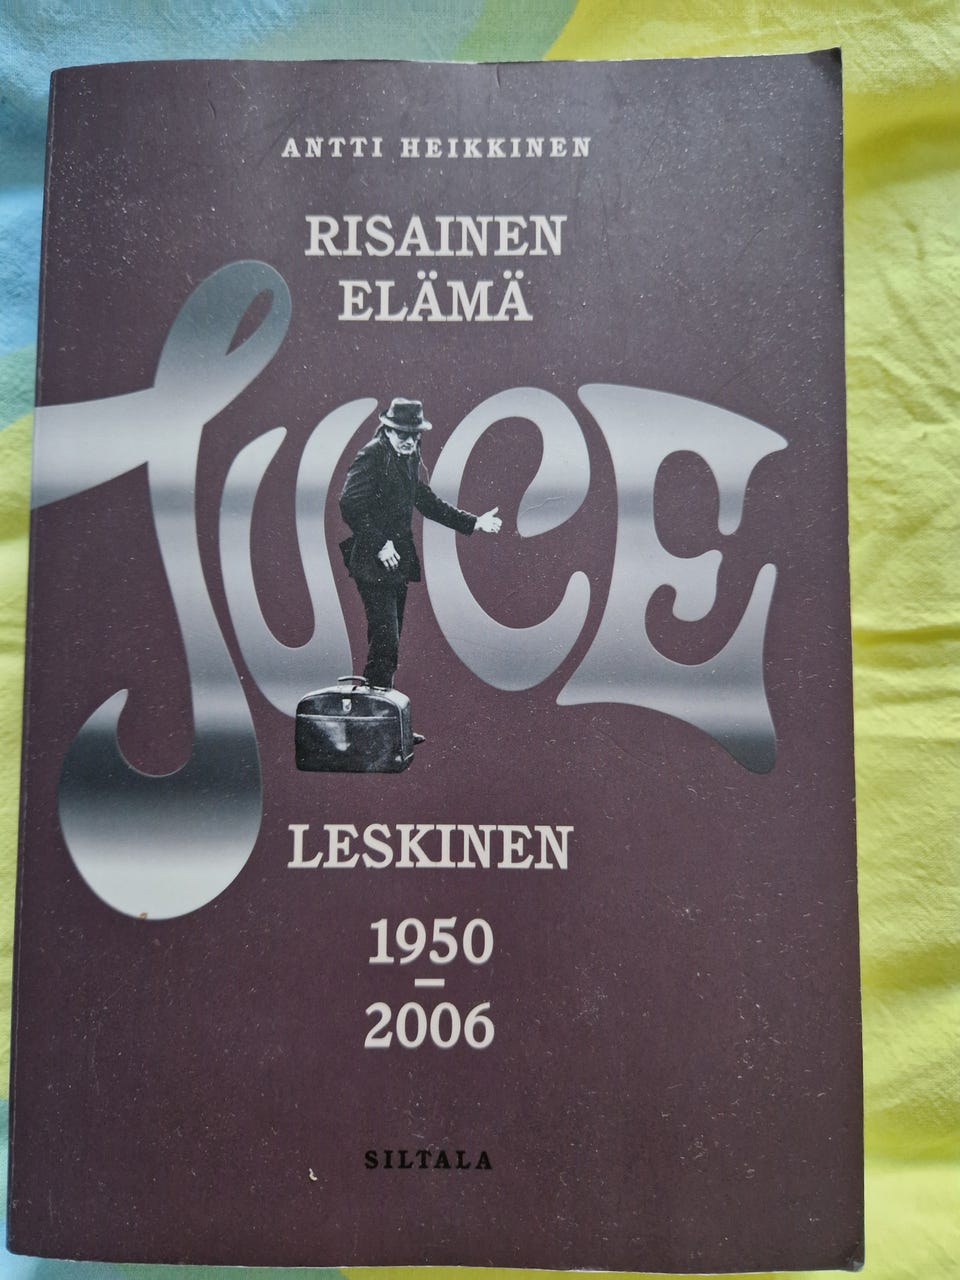 ANTTI HEIKKINEN
RISAINEN
ELÄMÄ
JUICE
LESKINEN
1950
–
2006
SILTALA